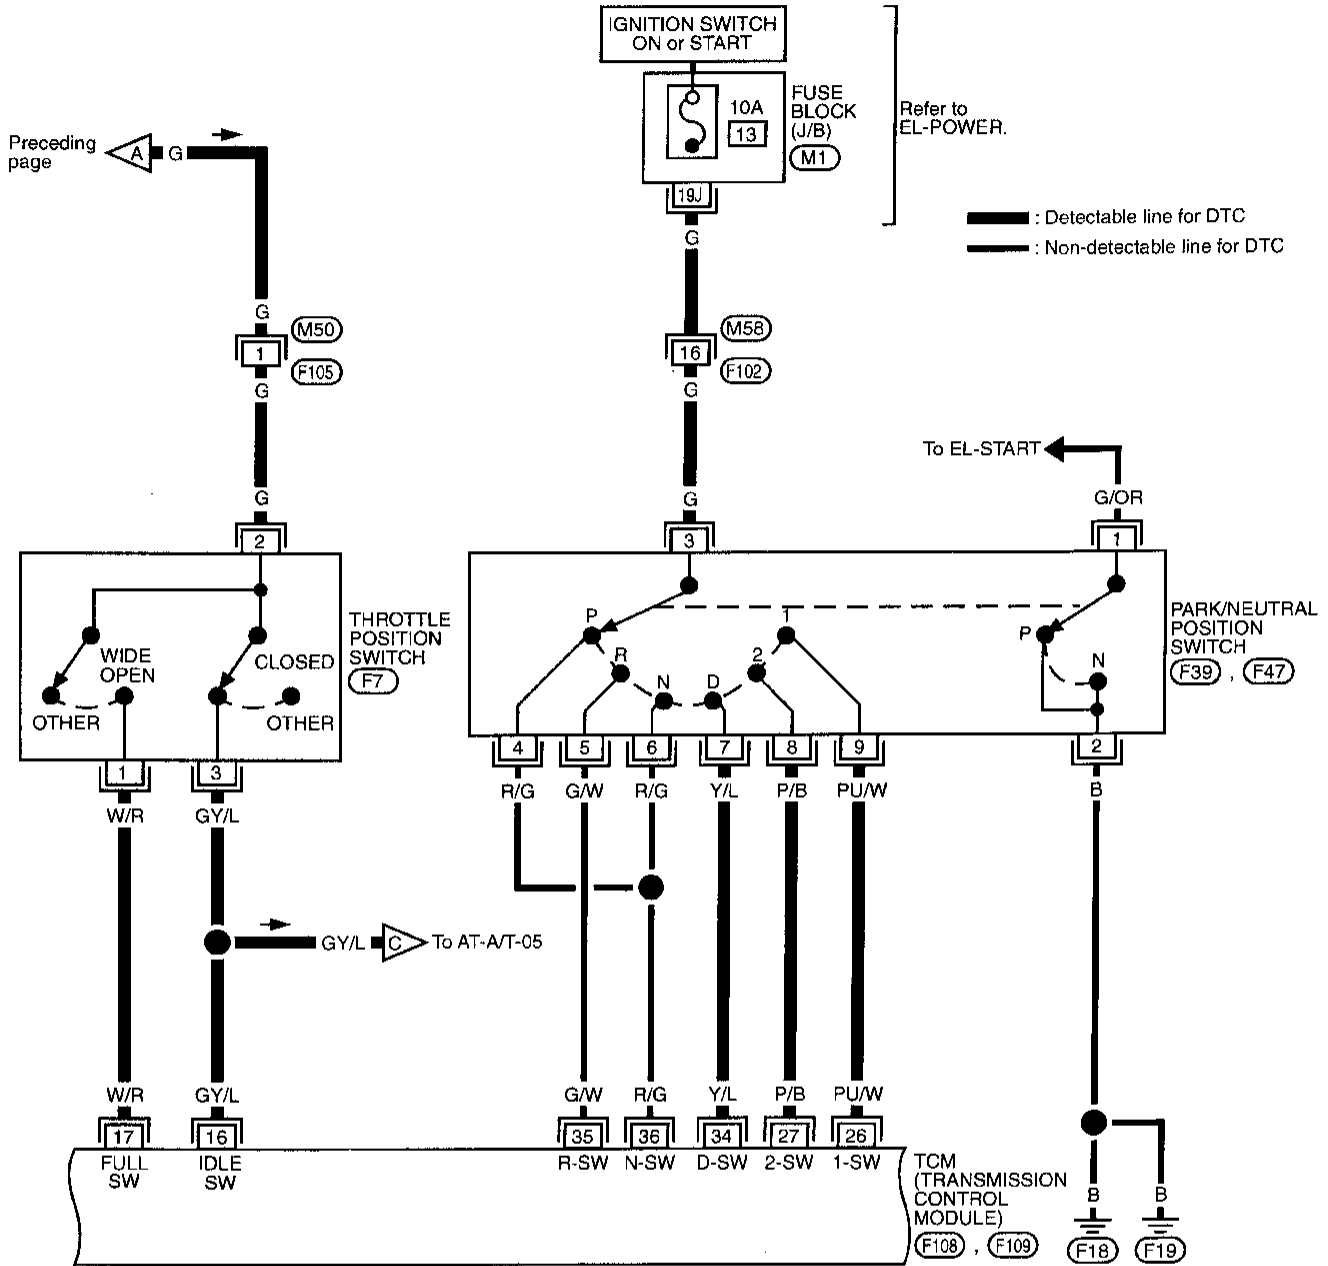 IGNITION SWITCH
ON or START
10A
13
FUSE
BLOCK
(J/B)
M1
Refer to
EL-POWER.
Preceding
page
A
G
19J
G
: Detectable line for DTC
: Non-detectable line for DTC
G
M50
1
F105
G
M58
16
F102
G
To EL-START
G
G
G/OR
2
3
1
WIDE
OPEN
CLOSED
OTHER
OTHER
THROTTLE
POSITION
SWITCH
F7
P
R
N
D
2
1
P
N
PARK/NEUTRAL
POSITION
SWITCH
F39 , F47
1
3
4
5
6
7
8
9
2
W/R
GY/L
R/G
G/W
R/G
Y/L
P/B
PU/W
B
GY/L
C
To AT-A/T-05
W/R
GY/L
G/W
R/G
Y/L
P/B
PU/W
17
16
35
36
34
27
26
FULL
SW
IDLE
SW
R-SW
N-SW
D-SW
2-SW
1-SW
TCM
(TRANSMISSION
CONTROL
MODULE)
F108 , F109
B
B
F18
F19